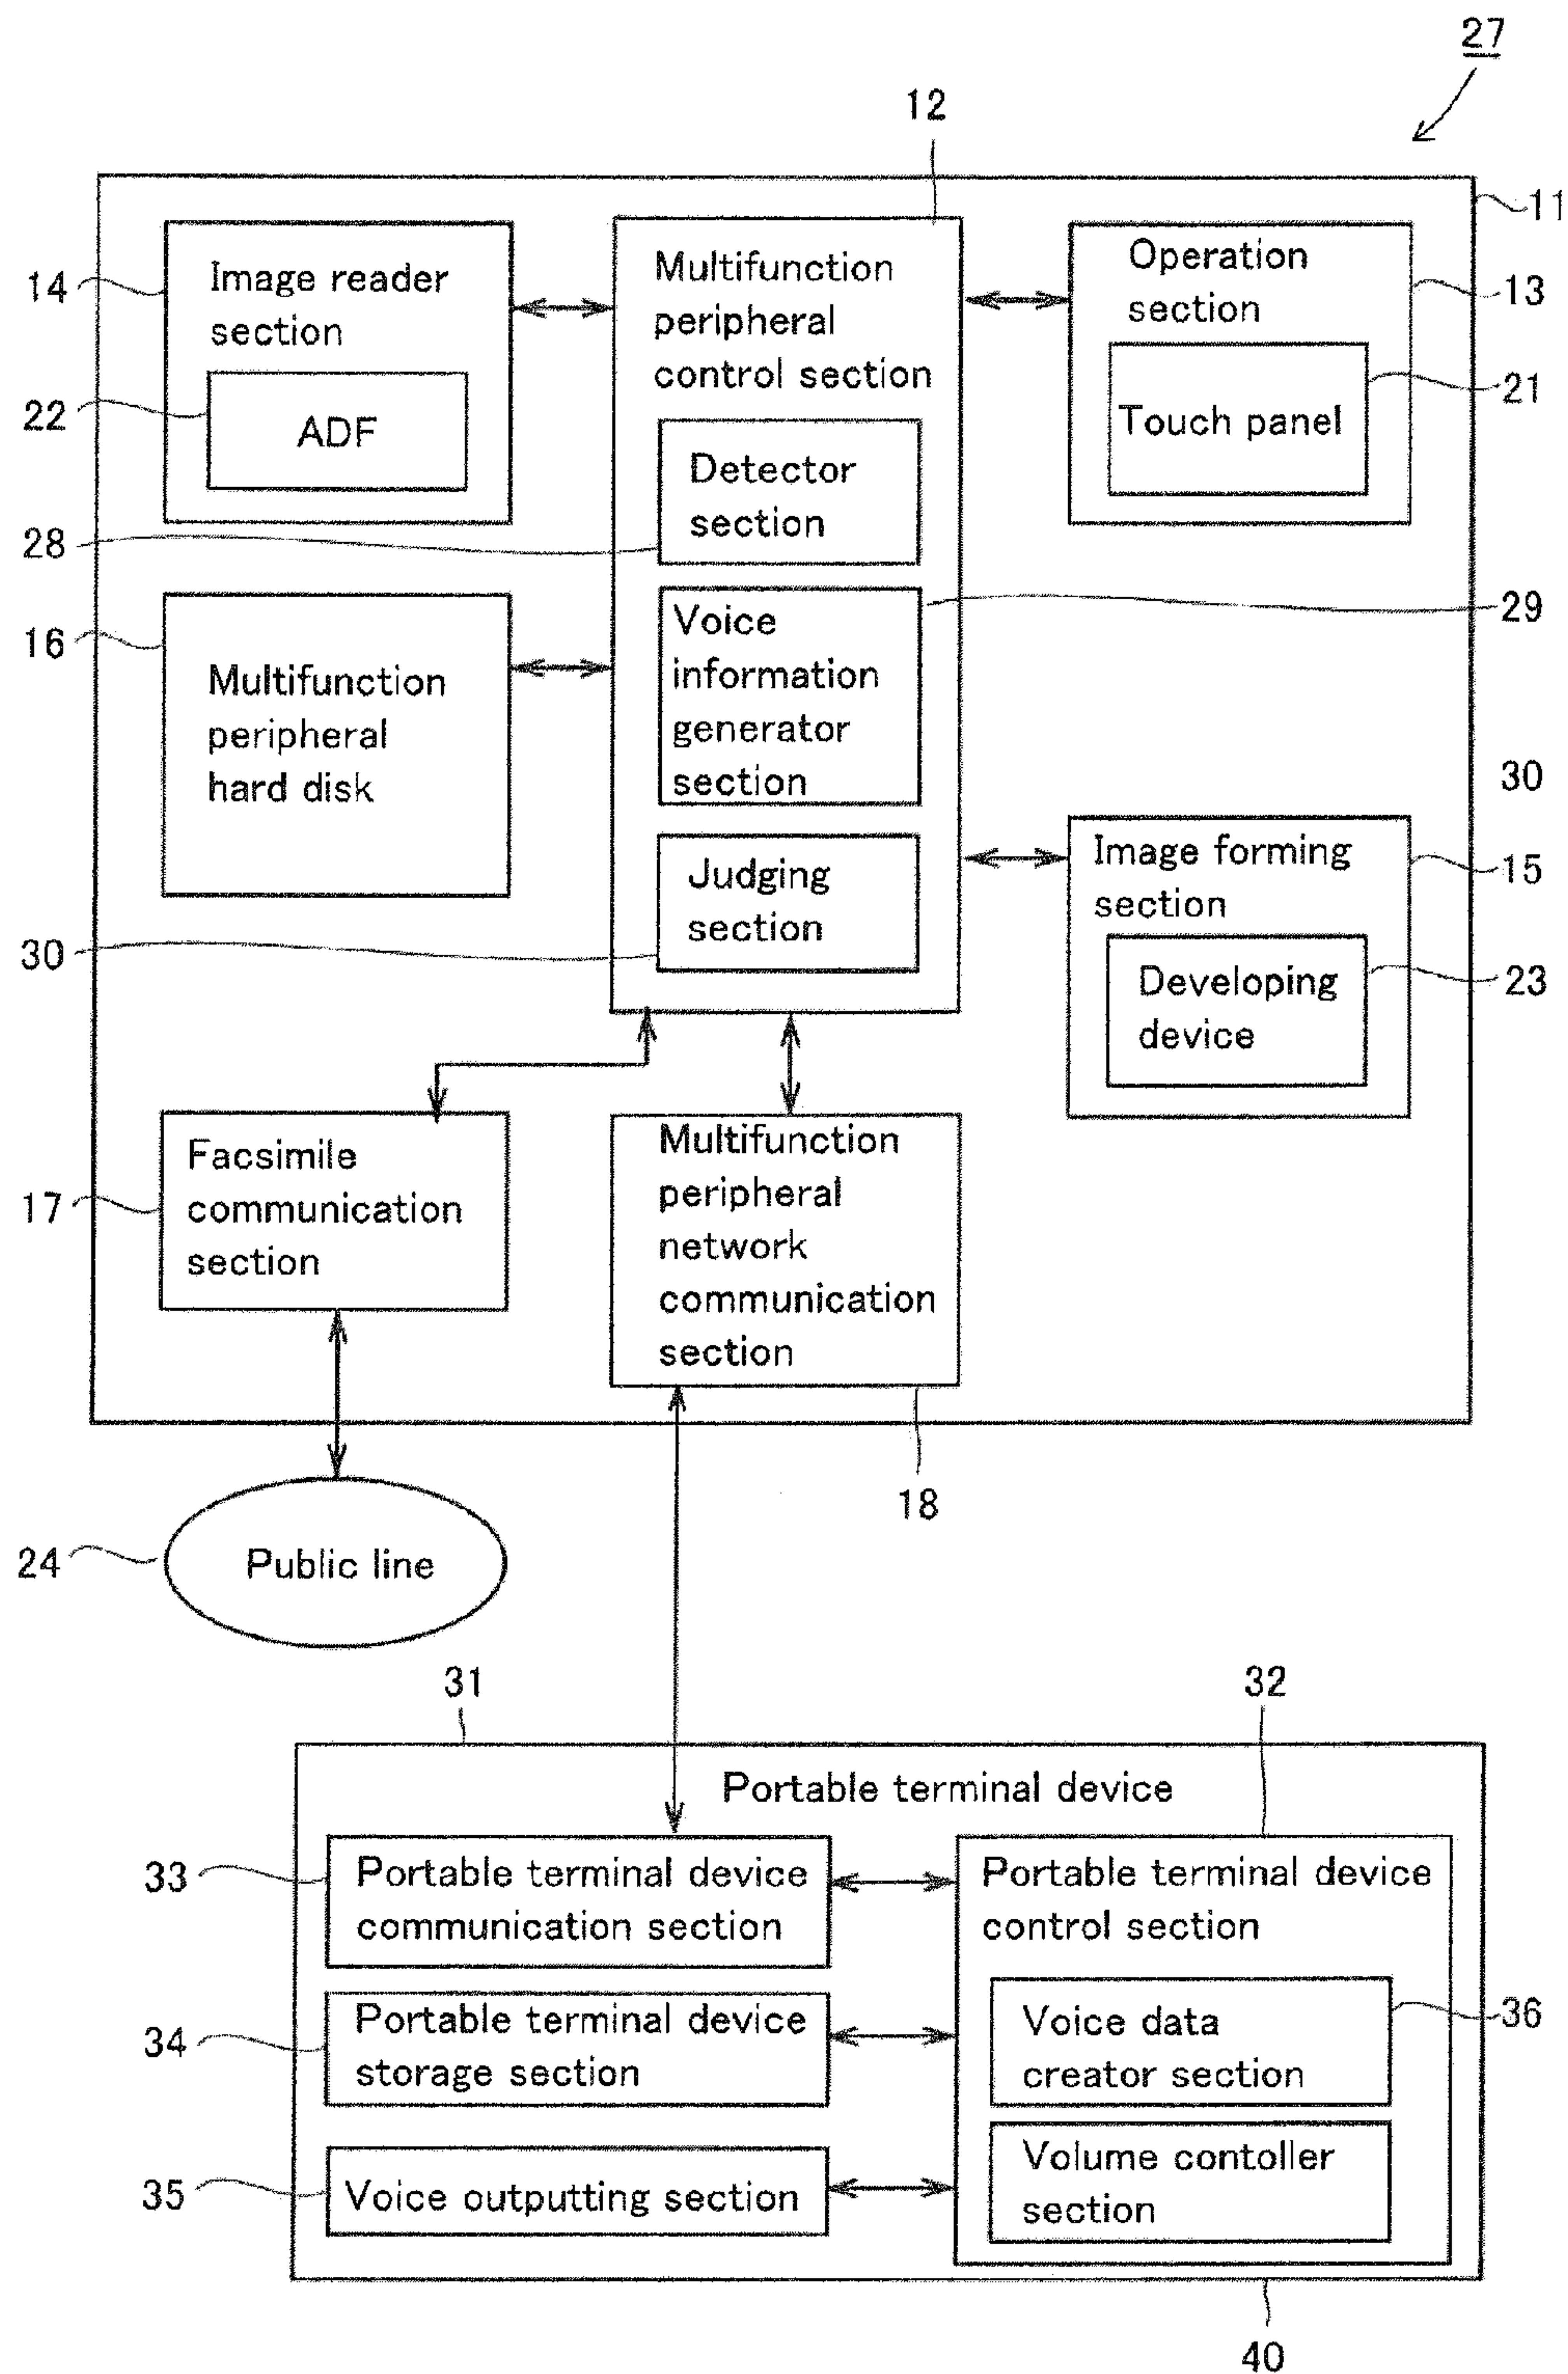 27
12
11
14
Image reader
section
22
ADF
Multifunction
peripheral
control section
Operation
section
13
Touch panel
21
Detector
section
28
16
Multifunction
peripheral
hard disk
Voice
information
generator
section
29
30
Judging
section
30
Image forming
section
15
Developing
device
23
17
Facsimile
communication
section
Multifunction
peripheral
network
communication
section
18
24
Public line
31
32
Portable terminal device
33
Portable terminal device
communication section
Portable terminal device
control section
34
Portable terminal device
storage section
Voice data
creator section
36
35
Voice outputting section
Volume contoller
section
40